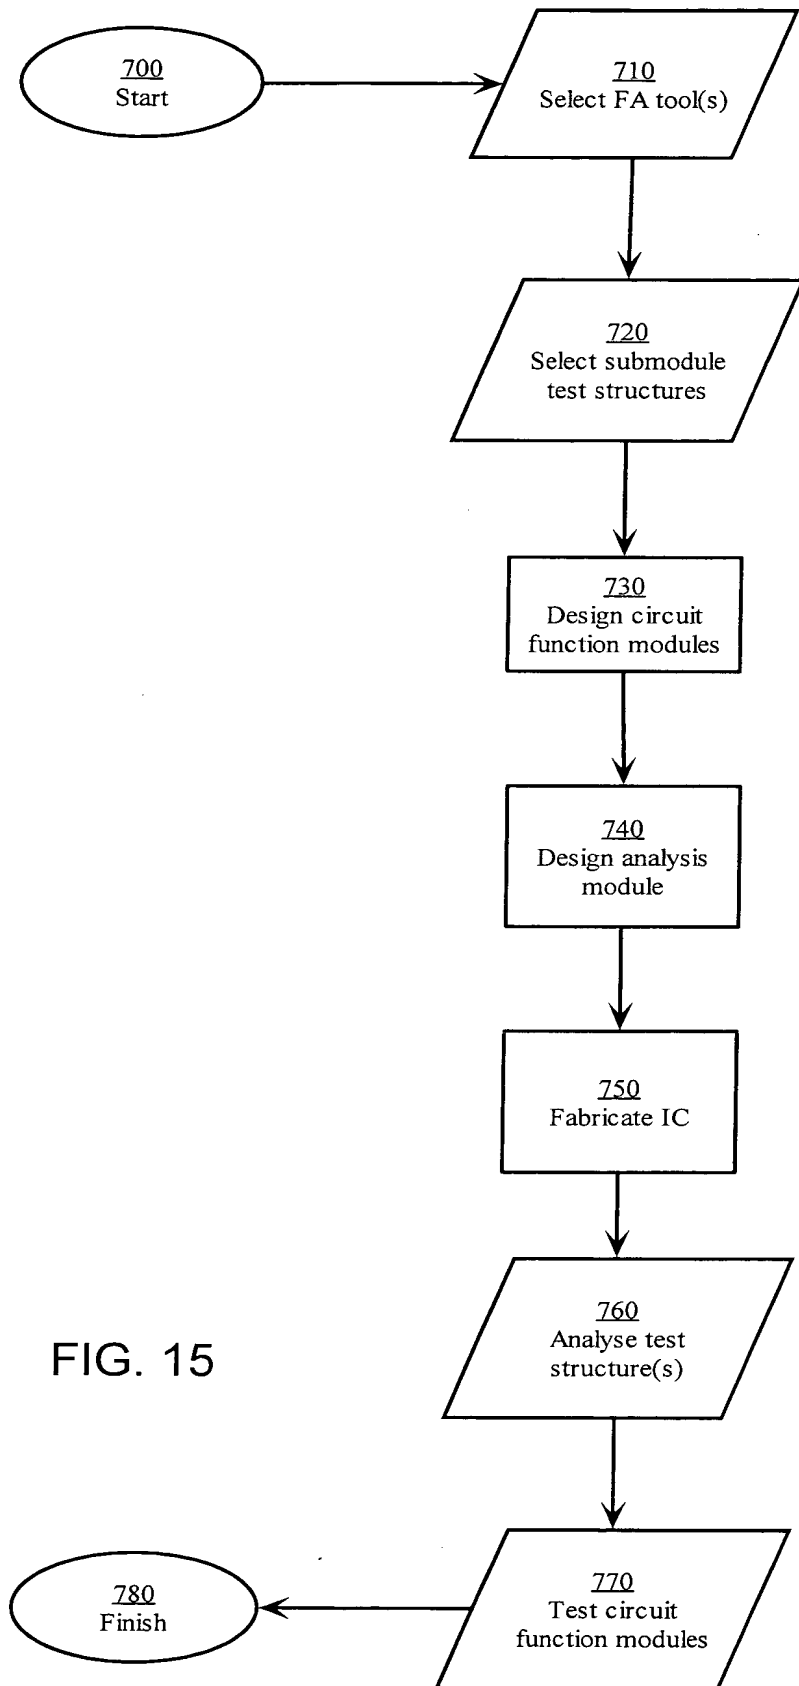 700
Start
710
Select FA tool(s)
720
Select submodule
test structures
730
Design circuit
function modules
740
Design analysis
module
750
Fabricate IC
760
Analyse test
structure(s)
FIG. 15
770
Test circuit
function modules
780
Finish